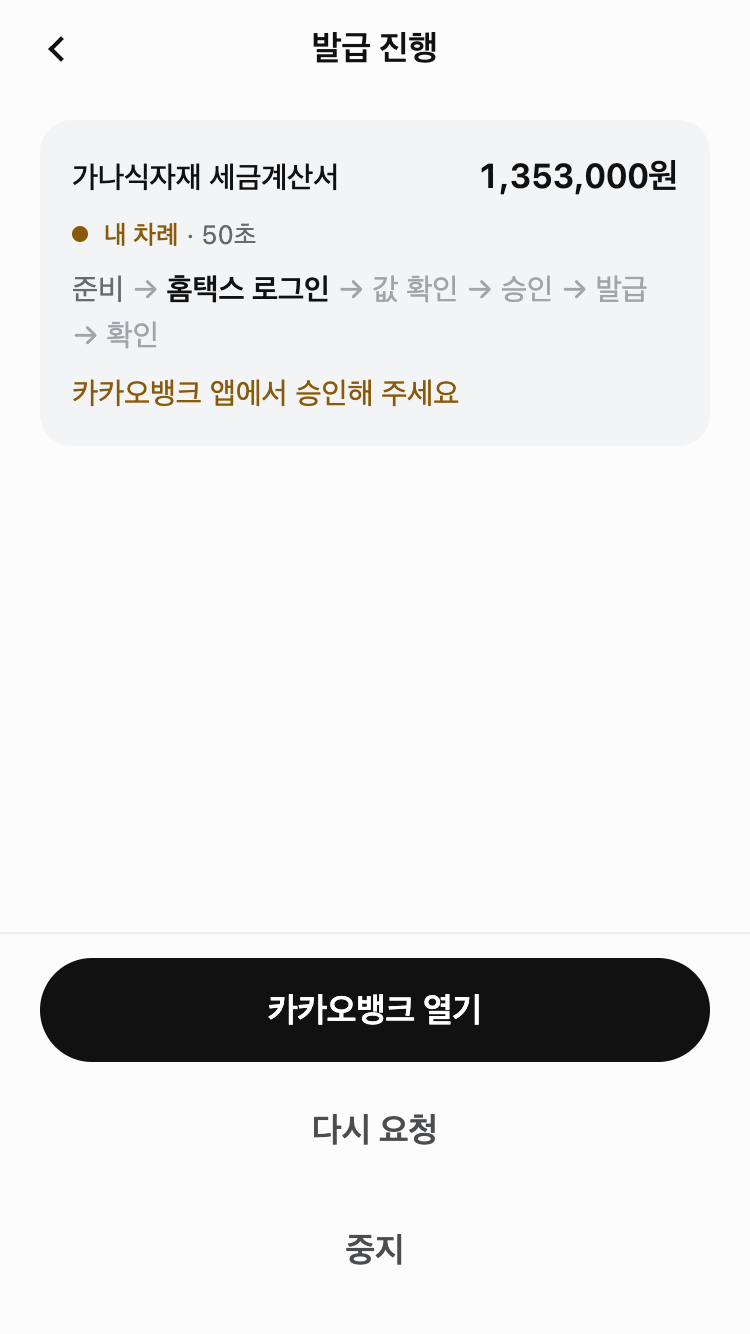 발급 진행
가나식자재 세금계산서 1,353,000원
내 차례 · 50초
준비 → 홈택스 로그인 → 값 확인 → 승인 → 발급
→ 확인
카카오뱅크 앱에서 승인해 주세요
카카오뱅크 열기
다시 요청
중지